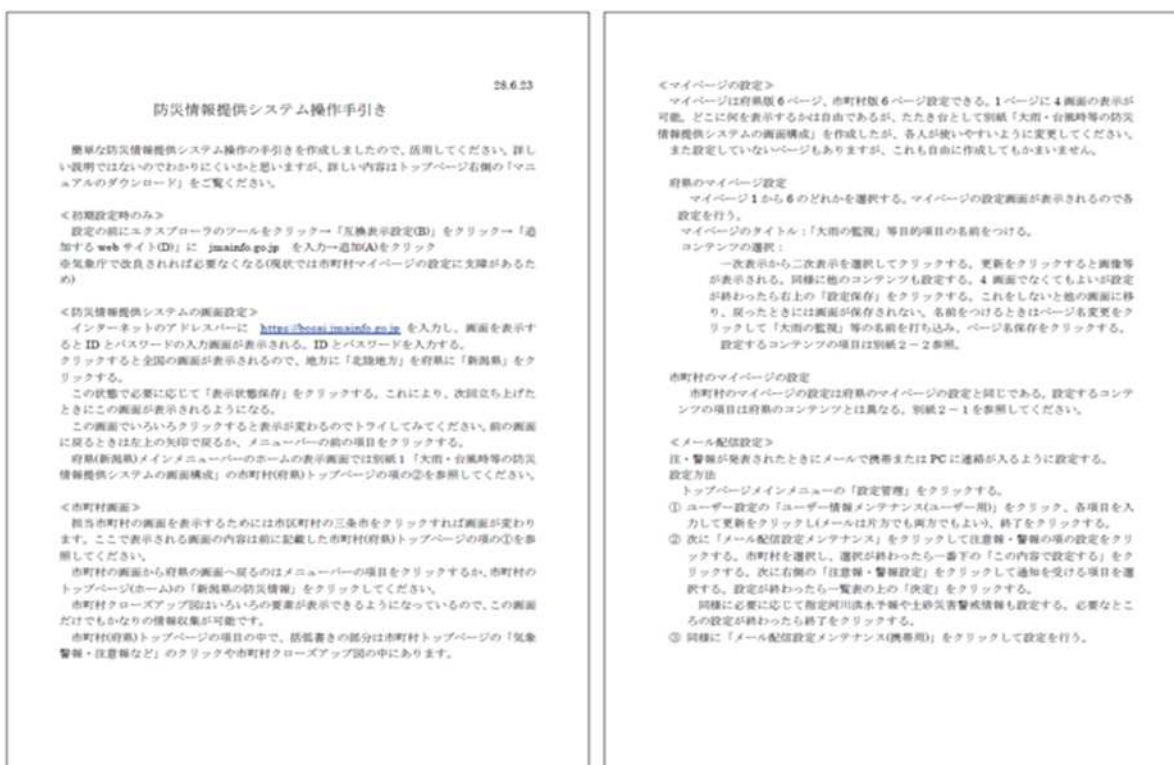 28.6.23
防災情報提供システム操作手引き
簡単な防災情報提供システム操作の手引きを作成しましたので、活用してください。詳し
い説明ではないのでわかりにくいかと思いますが、詳しい内容はトップページ右側の「マニ
ュアルのダウンロード」をご覧ください。
≪初期設定時のみ≫
設定の前にエクスプローラのツールをクリック→「互換表示設定(B)」をクリック→「追
加する web サイト(D)」に jmainfo.go.jp を入力→追加(A)をクリック
※気象庁で改良されれば必要なくなる(現状では市町村マイページの設定に支障があるた
め)
≪防災情報提供システムの画面設定≫
インターネットのアドレスバーに https://bosai.jmainfo.go.jp を入力し、画面を表示す
ると ID とパスワードの入力画面が表示される。ID とパスワードを入力する。
クリックすると全国の画面が表示されるので、地方に「北陸地方」を府県に「新潟県」をク
リックする。
この状態で必要に応じて「表示状態保存」をクリックする。これにより、次回立ち上げた
ときにこの画面が表示されるようになる。
この画面でいろいろクリックすると表示が変わるのでトライしてみてください。前の画面
に戻るときは左上の矢印で戻るか、メニューバーの前の項目をクリックする。
府県(新潟県)メインメニューバーのホームの表示画面では別紙1「大雨・台風時等の防災
情報提供システムの画面構成」の市町村(府県)トップページの項の②を参照してください。
≪市町村画面≫
担当市町村の画面を表示するためには市区町村の三条市をクリックすれば画面が変わり
ます。ここで表示される画面の内容は前に記載した市町村(府県)トップページの項の①を参
照してください。
市町村の画面から府県の画面へ戻るのはメニューバーの項目をクリックするか、市町村の
トップページ(ホーム)の「新潟県の防災情報」をクリックしてください。
市町村クローズアップ図はいろいろの要素が表示できるようになっているので、この画面
だけでもかなりの情報収集が可能です。
市町村(府県)トップページの項目の中で、括弧書きの部分は市町村トップページの「気象
警報・注意報など」のクリックや市町村クローズアップ図の中にあります。
≪マイページの設定≫
マイページは府県版 6 ページ、市町村版 6 ページ設定できる。1 ページに 4 画面の表示が
可能。どこに何を表示するかは自由であるが、たたき台として別紙「大雨・台風時等の防災
情報提供システムの画面構成」を作成したが、各人が使いやすいように変更してください。
また設定していないページもありますが、これも自由に作成してもかまいません。
府県のマイページ設定
マイページ 1 から 6 のどれかを選択する。マイページの設定画面が表示されるので各
設定を行う。
マイページのタイトル：「大雨の監視」等目的項目の名前をつける。
コンテンツの選択：
一次表示から二次表示を選択してクリックする。更新をクリックすると画像等
が表示される。同様に他のコンテンツも設定する。4 画面でなくてもよいが設定
が終わったら右上の「設定保存」をクリックする。これをしないと他の画面に移
り、戻ったときには画面が保存されない。名前をつけるときはページ名変更をク
リックして「大雨の監視」等の名前を打ち込み、ページ名保存をクリックする。
設定するコンテンツの項目は別紙２－２参照。
市町村のマイページの設定
市町村のマイページの設定は府県のマイページの設定と同じである。設定するコンテ
ンツの項目は府県のコンテンツとは異なる。別紙２－１を参照してください。
≪メール配信設定≫
注・警報が発表されたときにメールで携帯または PC に連絡が入るように設定する。
設定方法
トップページメインメニューの「設定管理」をクリックする。
① ユーザー設定の「ユーザー情報メンテナンス(ユーザー用)」をクリック、各項目を入
力して更新をクリックし(メールは片方でも両方でもよい)、終了をクリックする。
② 次に「メール配信設定メンテナンス」をクリックして注意報・警報の項の設定をクリ
ックする。市町村を選択し、選択が終わったら一番下の「この内容で設定する」をク
リックする。次に右側の「注意報・警報設定」をクリックして通知を受ける項目を選
択する。設定が終わったら一覧表の上の「決定」をクリックする。
同様に必要に応じて指定河川洪水予報や土砂災害警戒情報も設定する。必要なとこ
ろの設定が終わったら終了をクリックする。
③ 同様に「メール配信設定メンテナンス(携帯用)」をクリックして設定を行う。